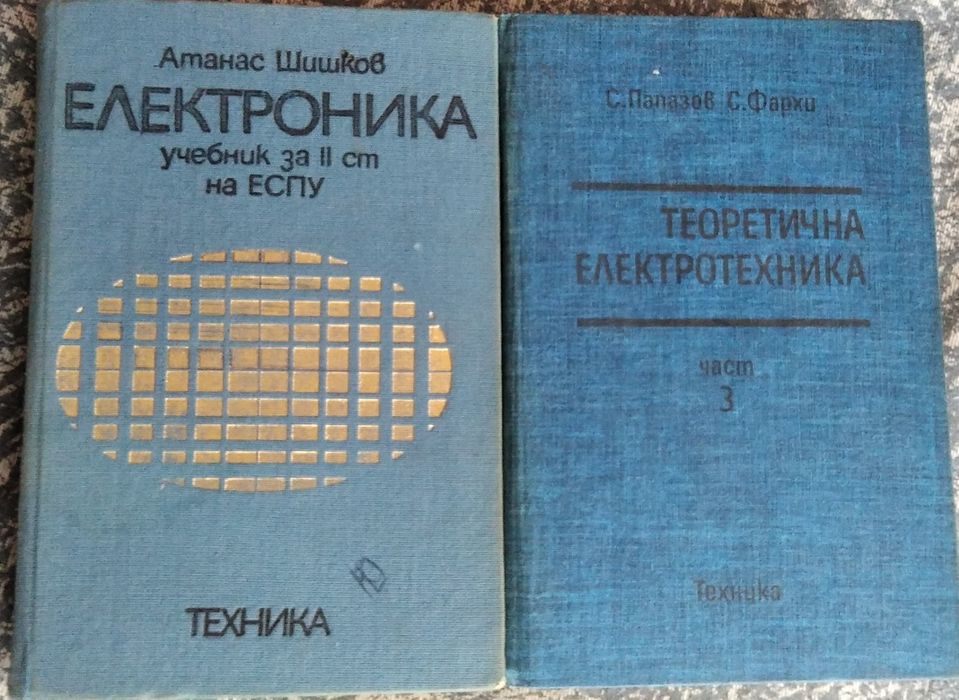 Атанас Шишков
ЕЛЕКТРОНИКА
учебник за II ст
на ЕСПУ
ТЕХНИКА
С. Папазов С. Фархи
ТЕОРЕТИЧНА
ЕЛЕКТРОТЕХНИКА
част
3
Техника